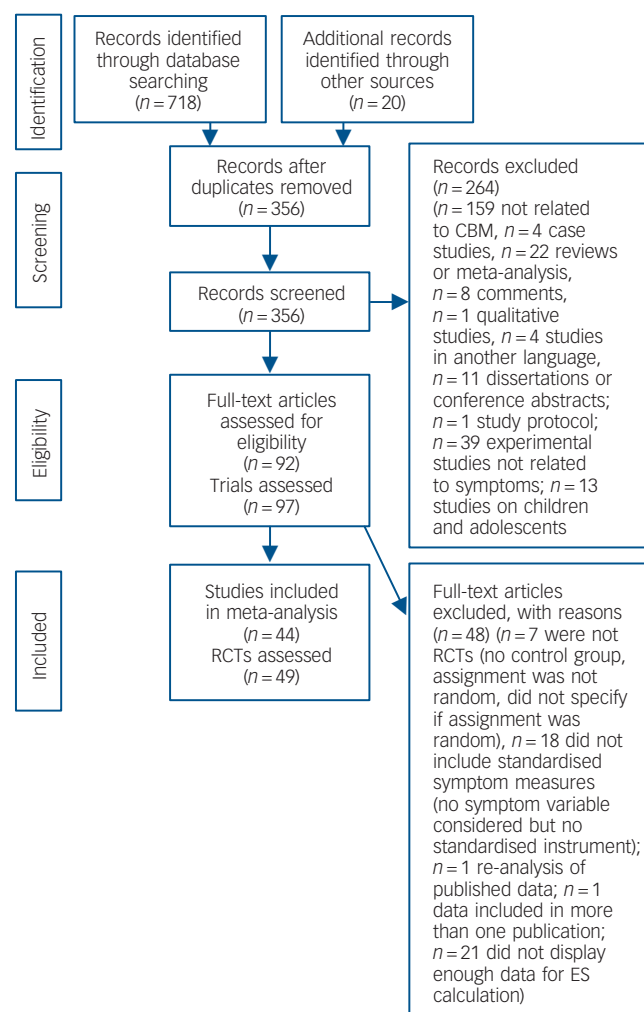 Identification
Records identified
through database
searching
(n = 718)
Additional records
identified through
other sources
(n = 20)
Screening
Records after
duplicates removed
(n = 356)
Records screened
(n = 356)
Records excluded
(n = 264)
(n = 159 not related
to CBM, n = 4 case
studies, n = 22 reviews
or meta-analysis,
n = 8 comments,
n = 1 qualitative
studies, n = 4 studies
in another language,
n = 11 dissertations or
conference abstracts;
n = 1 study protocol;
n = 39 experimental
studies not related
to symptoms; n = 13
studies on children
and adolescents
Eligibility
Full-text articles
assessed for
eligibility
(n = 92)
Trials assessed
(n = 97)
Included
Studies included
in meta-analysis
(n = 44)
RCTs assessed
(n = 49)
Full-text articles
excluded, with reasons
(n = 48) (n = 7 were not
RCTs (no control group,
assignment was not
random, did not specify
if assignment was
random), n = 18 did not
include standardised
symptom measures
(no symptom variable
considered but no
standardised instrument);
n = 1 re-analysis of
published data; n = 1
data included in more
than one publication;
n = 21 did not display
enough data for ES
calculation)